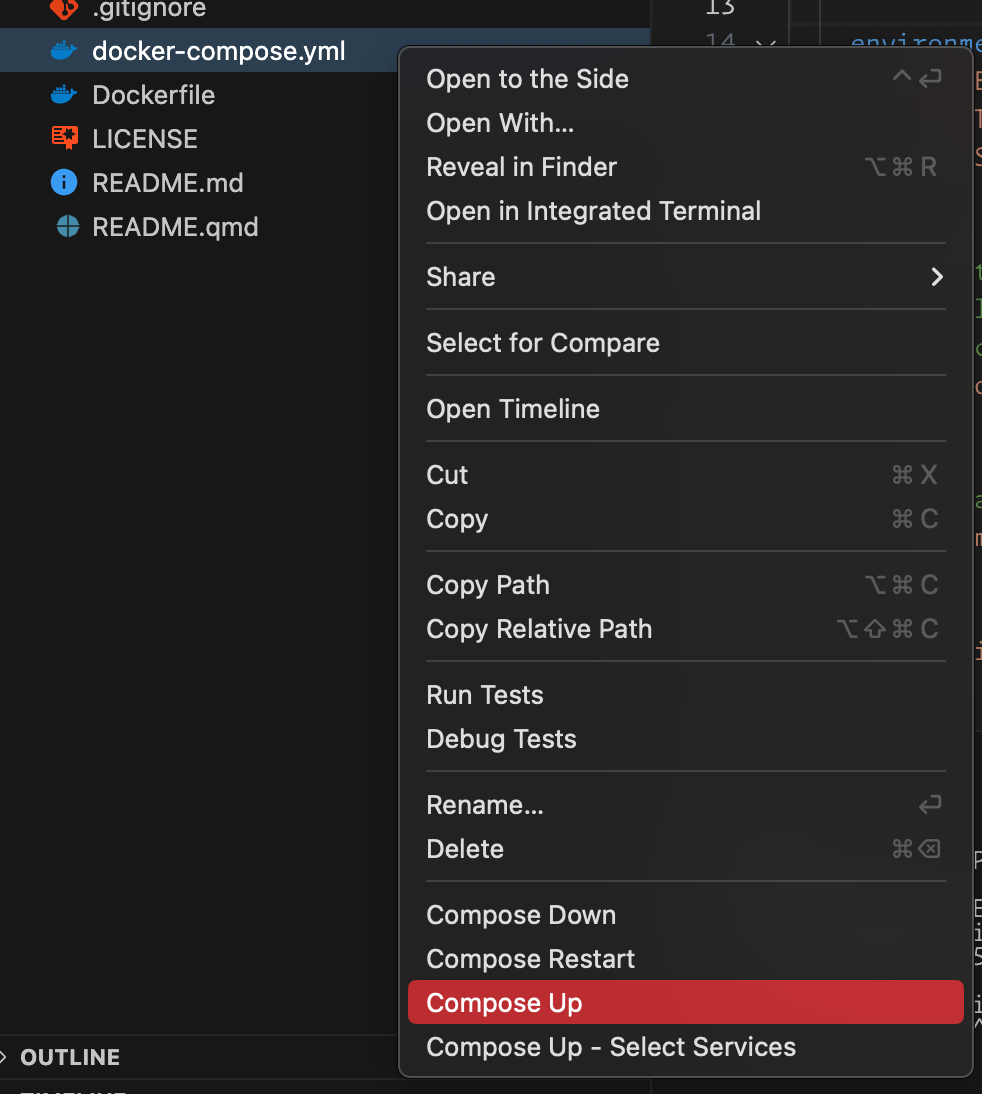 .gitignore
docker-compose.yml
Dockerfile
LICENSE
README.md
README.qmd
OUTLINE
13
14
Open to the Side ^ ⏎
Open With...
Reveal in Finder ⌥ ⌘ R
Open in Integrated Terminal
Share
Select for Compare
Open Timeline
Cut ⌘ X
Copy ⌘ C
Copy Path ⌥ ⌘ C
Copy Relative Path ⌥ ⇧ ⌘ C
Run Tests
Debug Tests
Rename... ⏎
Delete ⌘ ⌫
Compose Down
Compose Restart
Compose Up
Compose Up - Select Services